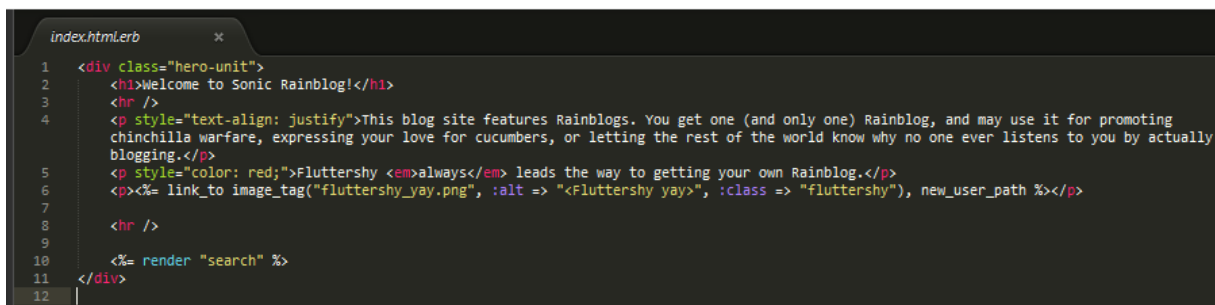 index.html.erb ×
1 <div class="hero-unit">
2 <h1>Welcome to Sonic Rainblog!</h1>
3 <hr />
4 <p style="text-align: justify">This blog site features Rainblogs. You get one (and only one) Rainblog, and may use it for promoting
chinchilla warfare, expressing your love for cucumbers, or letting the rest of the world know why no one ever listens to you by actually
blogging.</p>
5 <p style="color: red;">Fluttershy <em>always</em> leads the way to getting your own Rainblog.</p>
6 <p><%= link_to image_tag("fluttershy_yay.png", :alt => "<Fluttershy yay>", :class => "fluttershy"), new_user_path %></p>
7
8 <hr />
9
10 <%= render "search" %>
11 </div>
12